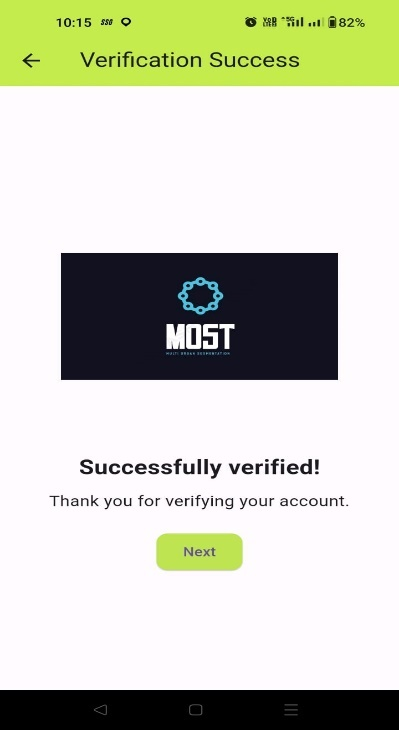 10:15
82%
Verification Success
MOST
Successfully verified!
Thank you for verifying your account.
Next